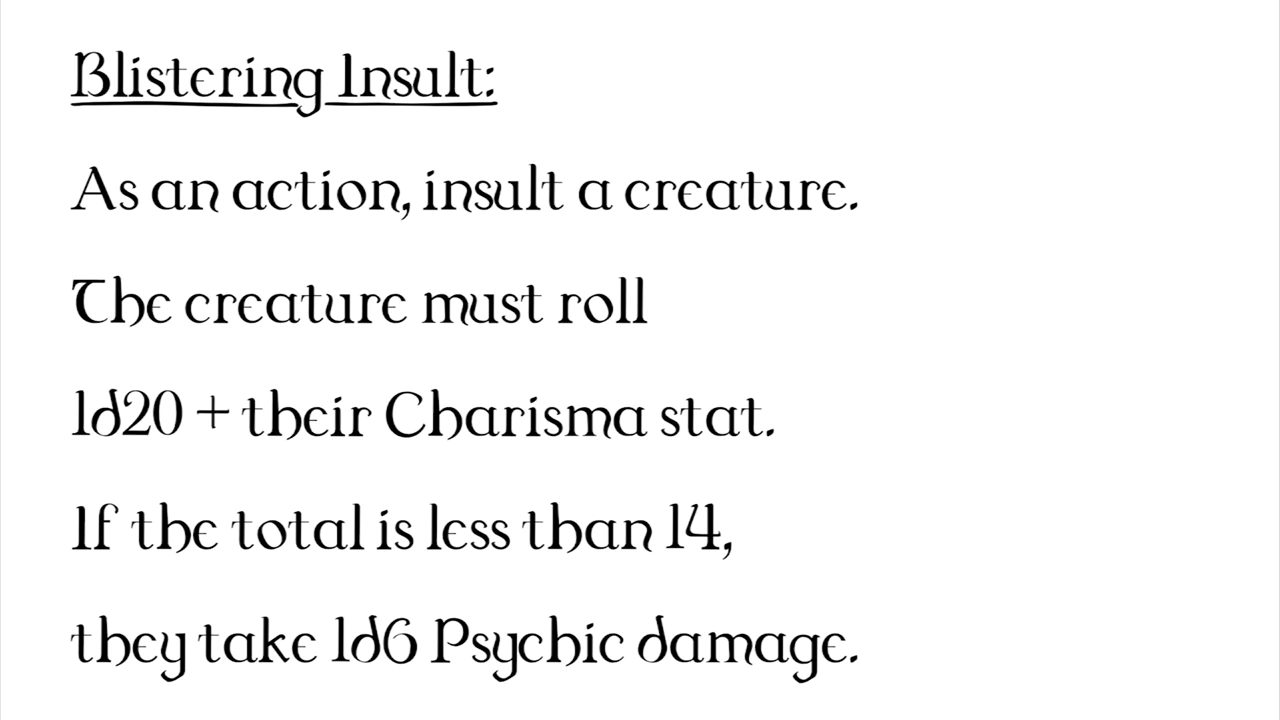 Blistering Insult:
As an action, insult a creature.
The creature must roll
1d20 + their Charisma stat.
If the total is less than 14,
they take 1d6 Psychic damage.